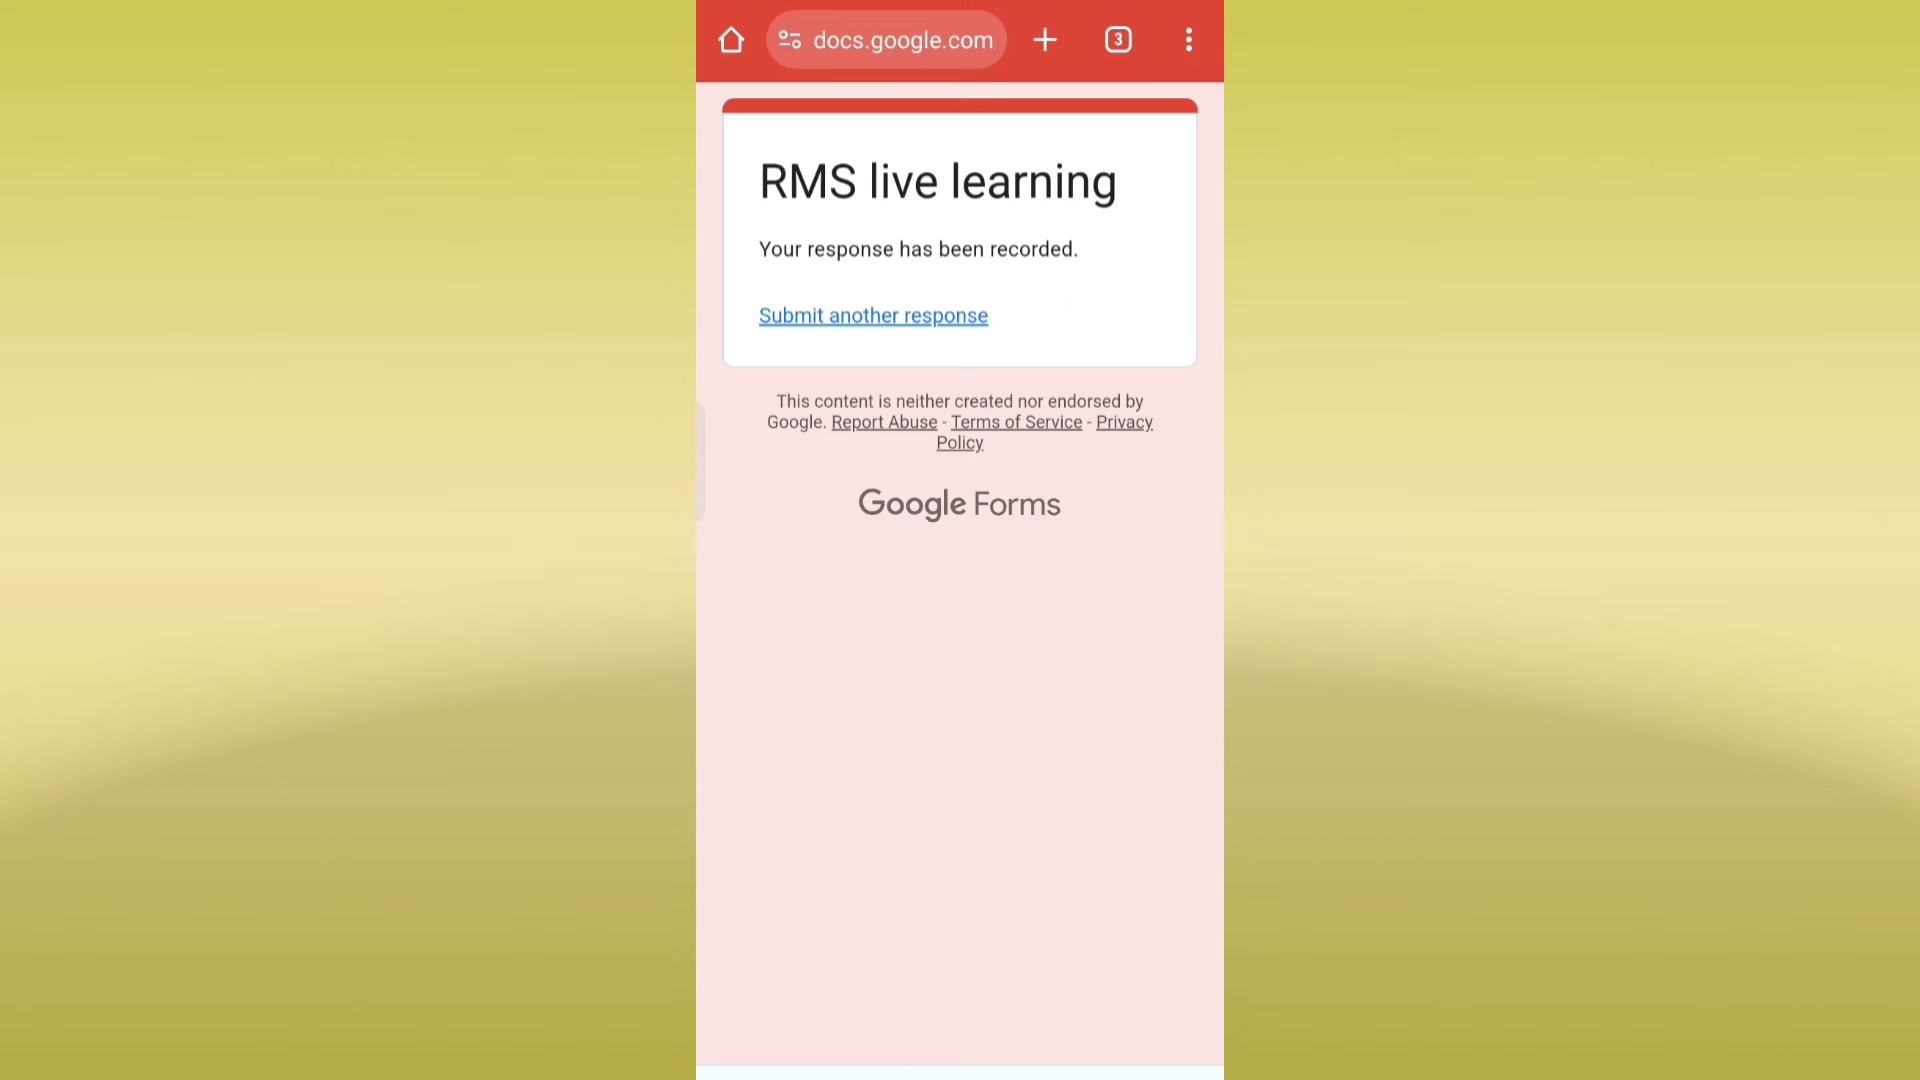 docs.google.com
3
RMS live learning
Your response has been recorded.
Submit another response
This content is neither created nor endorsed by
Google. Report Abuse - Terms of Service - Privacy
Policy
Google Forms